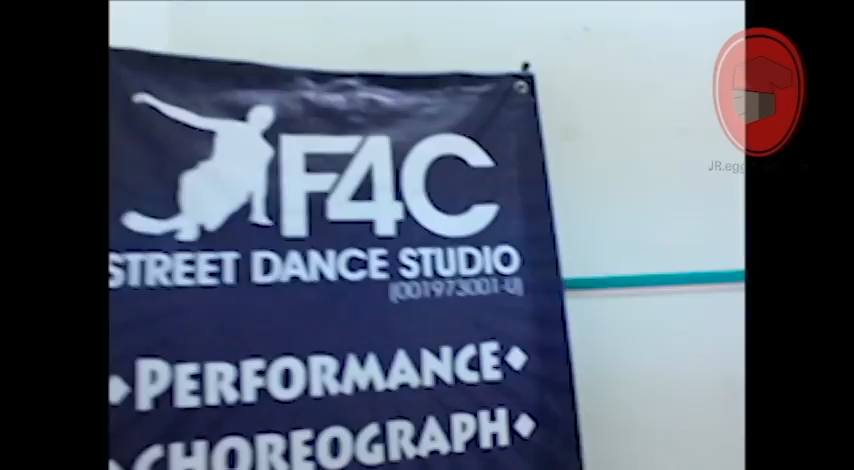 F4C
STREET DANCE STUDIO
(001973001-U)
◆PERFORMANCE◆
◆CHOREOGRAPH◆